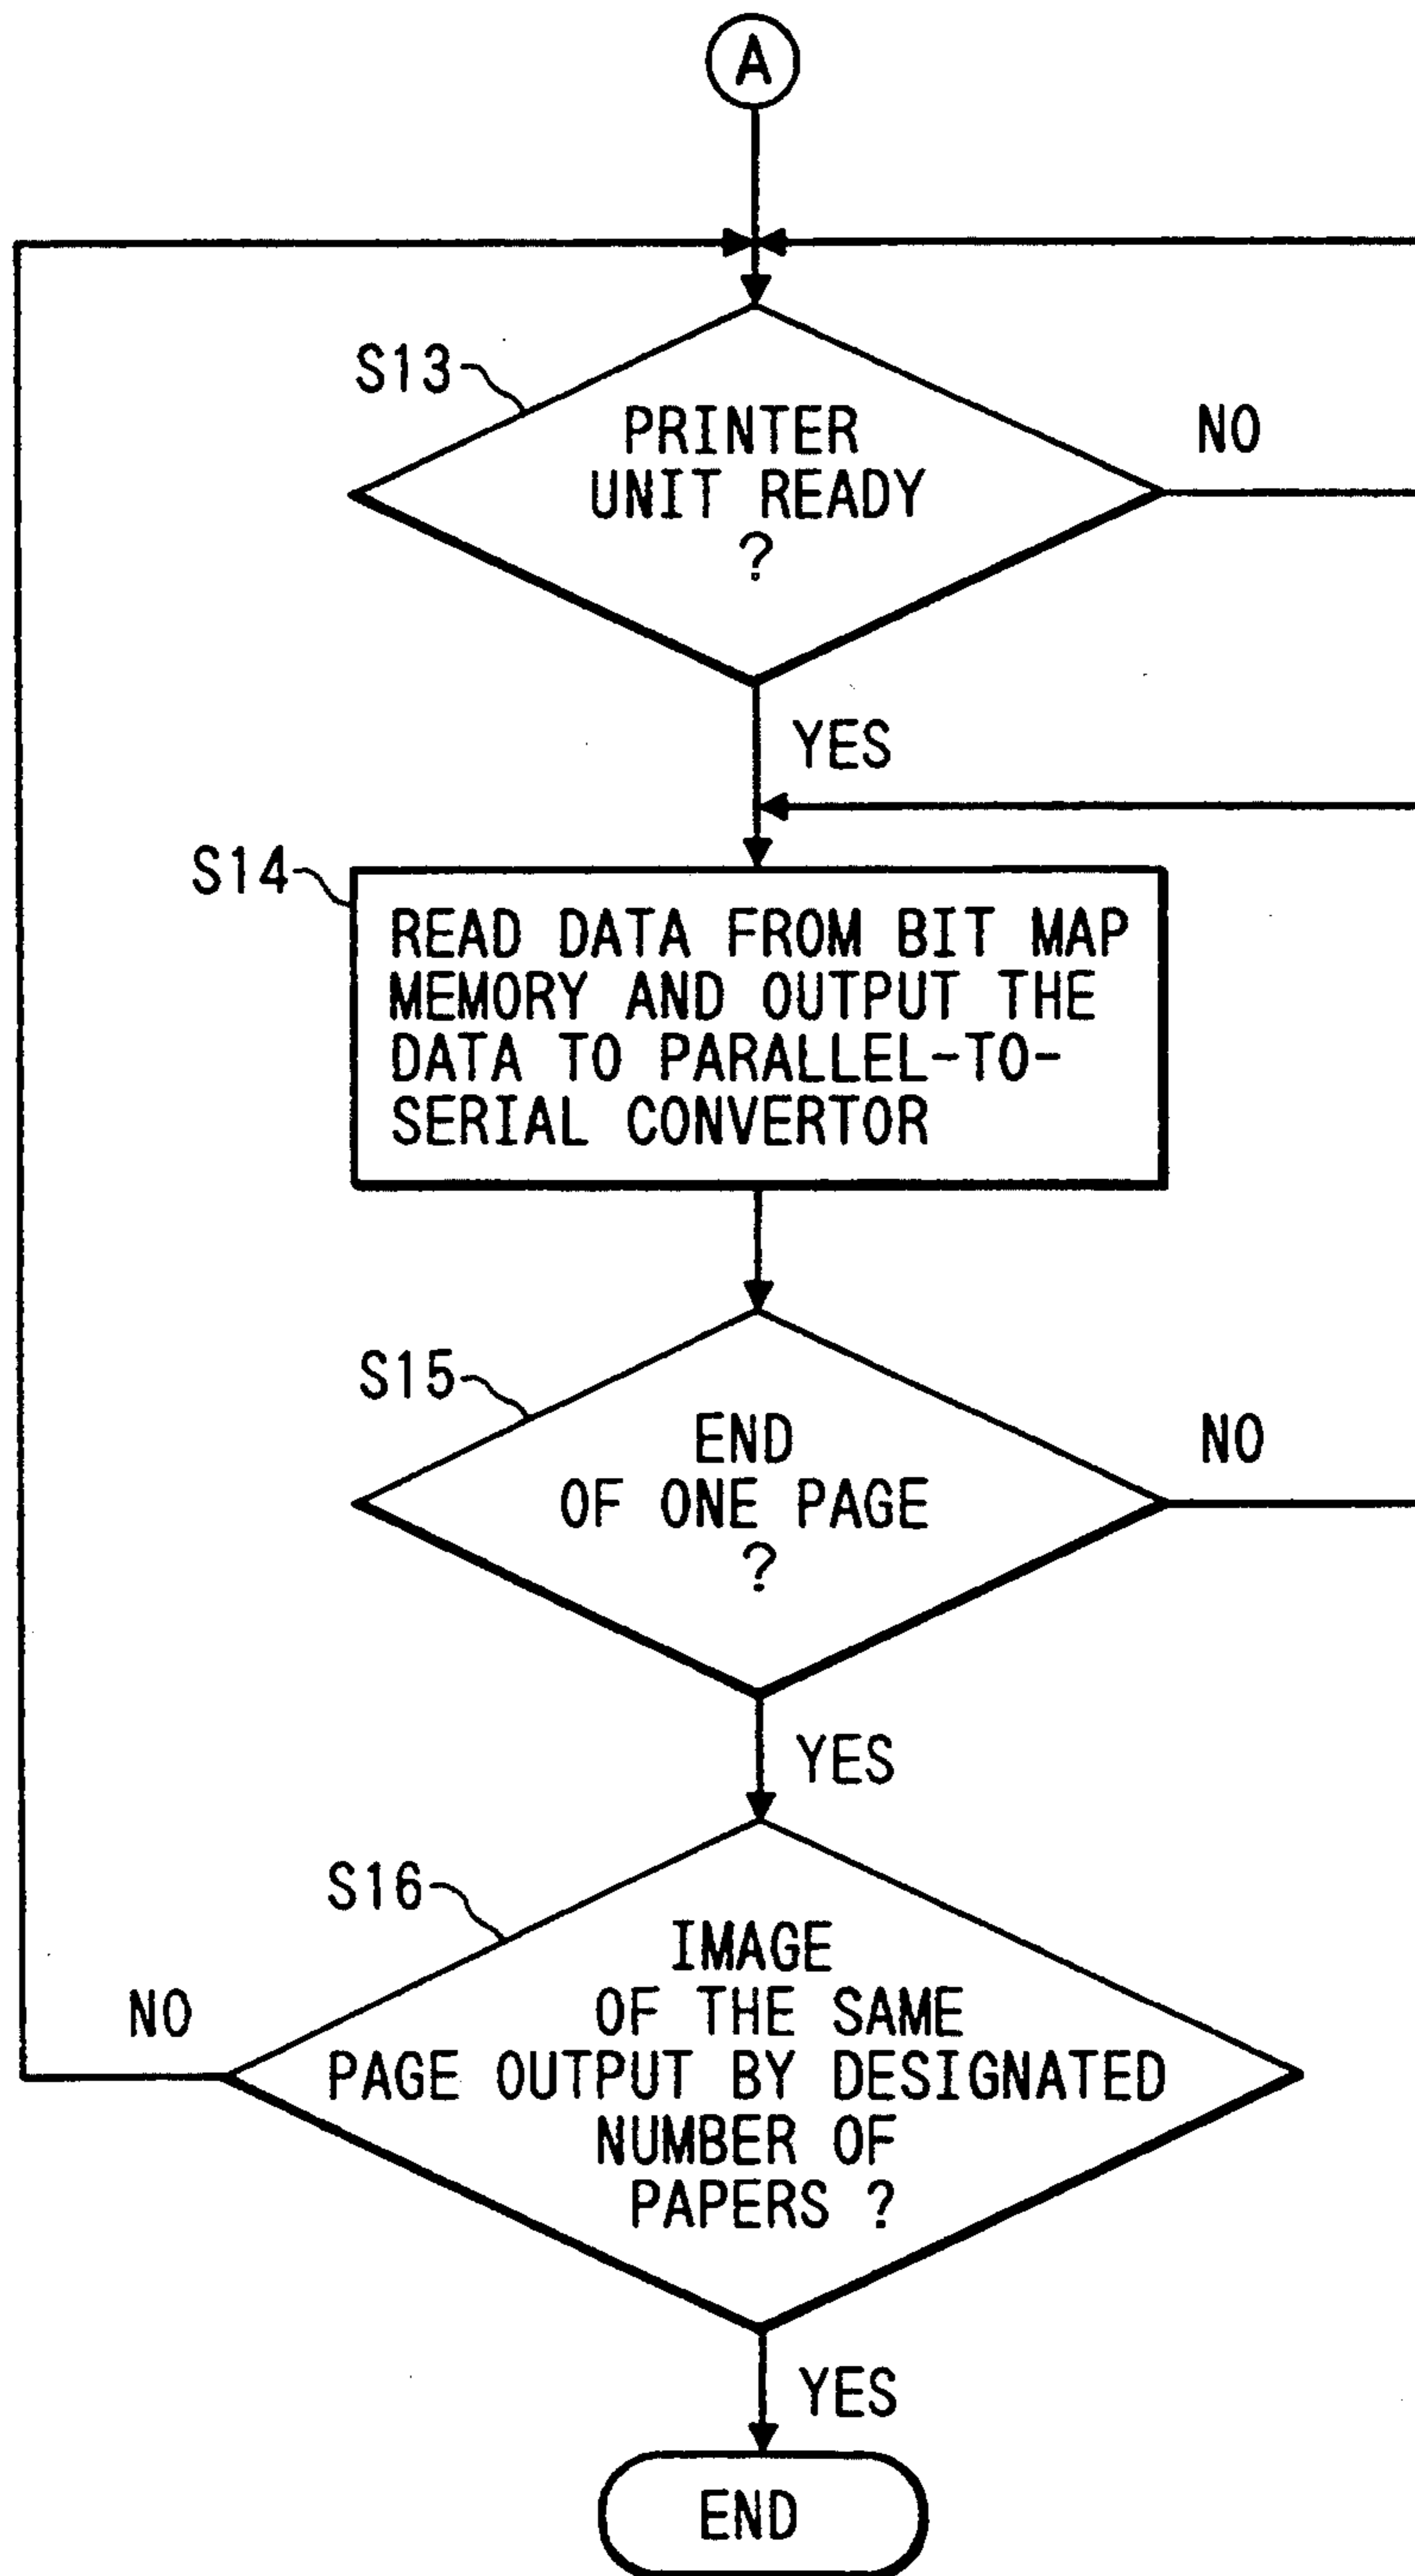 A
S13
PRINTER
UNIT READY
?
NO
YES
S14
READ DATA FROM BIT MAP
MEMORY AND OUTPUT THE
DATA TO PARALLEL-TO-
SERIAL CONVERTOR
S15
END
OF ONE PAGE
?
NO
YES
S16
IMAGE
OF THE SAME
PAGE OUTPUT BY DESIGNATED
NUMBER OF
PAPERS ?
NO
YES
END